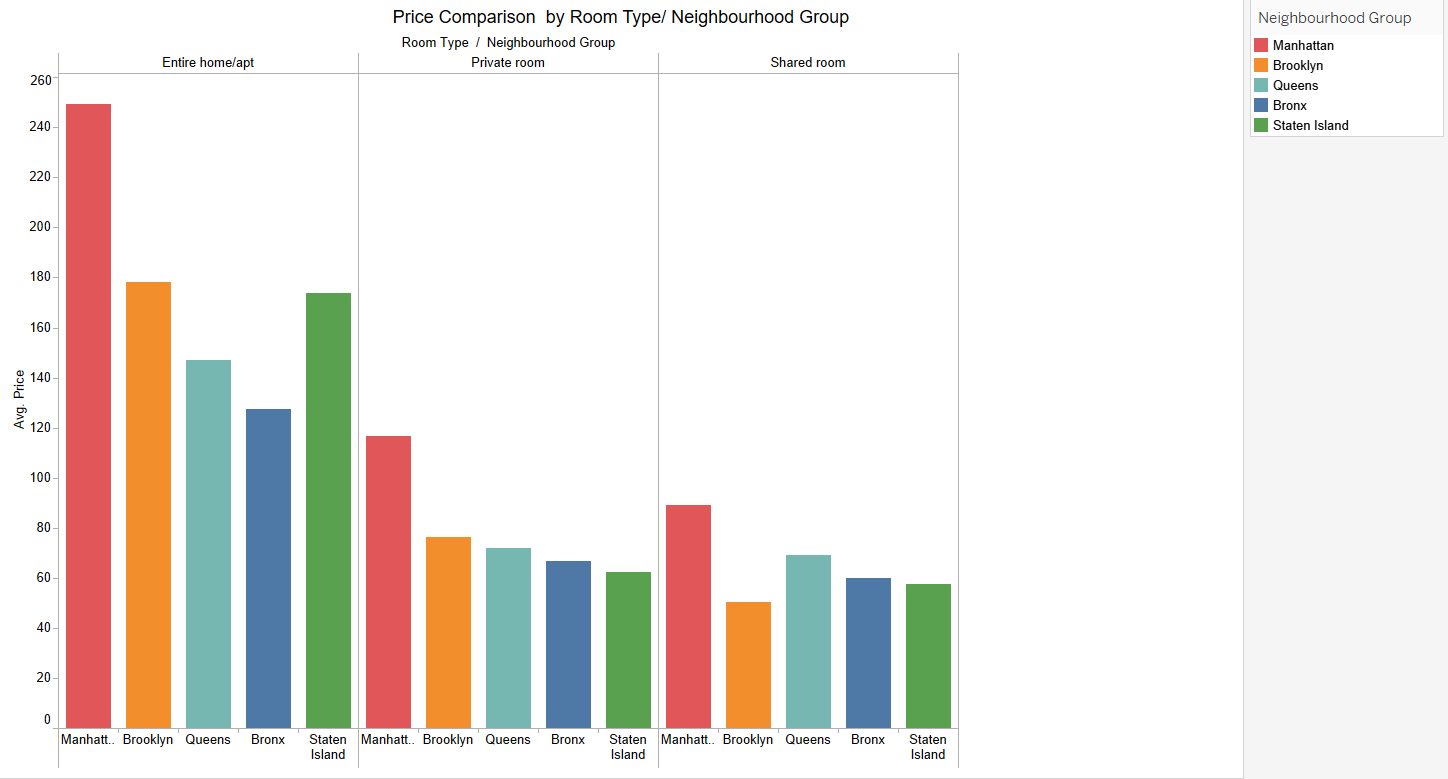 Price Comparison  by Room Type/ Neighbourhood Group
Room Type  /  Neighbourhood Group
Entire home/apt
Private room
Shared room
Avg. Price
260
240
220
200
180
160
140
120
100
80
60
40
20
0
Manhatt..
Brooklyn
Queens
Bronx
Staten
Island
Manhatt..
Brooklyn
Queens
Bronx
Staten
Island
Manhatt..
Brooklyn
Queens
Bronx
Staten
Island
Neighbourhood Group
Manhattan
Brooklyn
Queens
Bronx
Staten Island